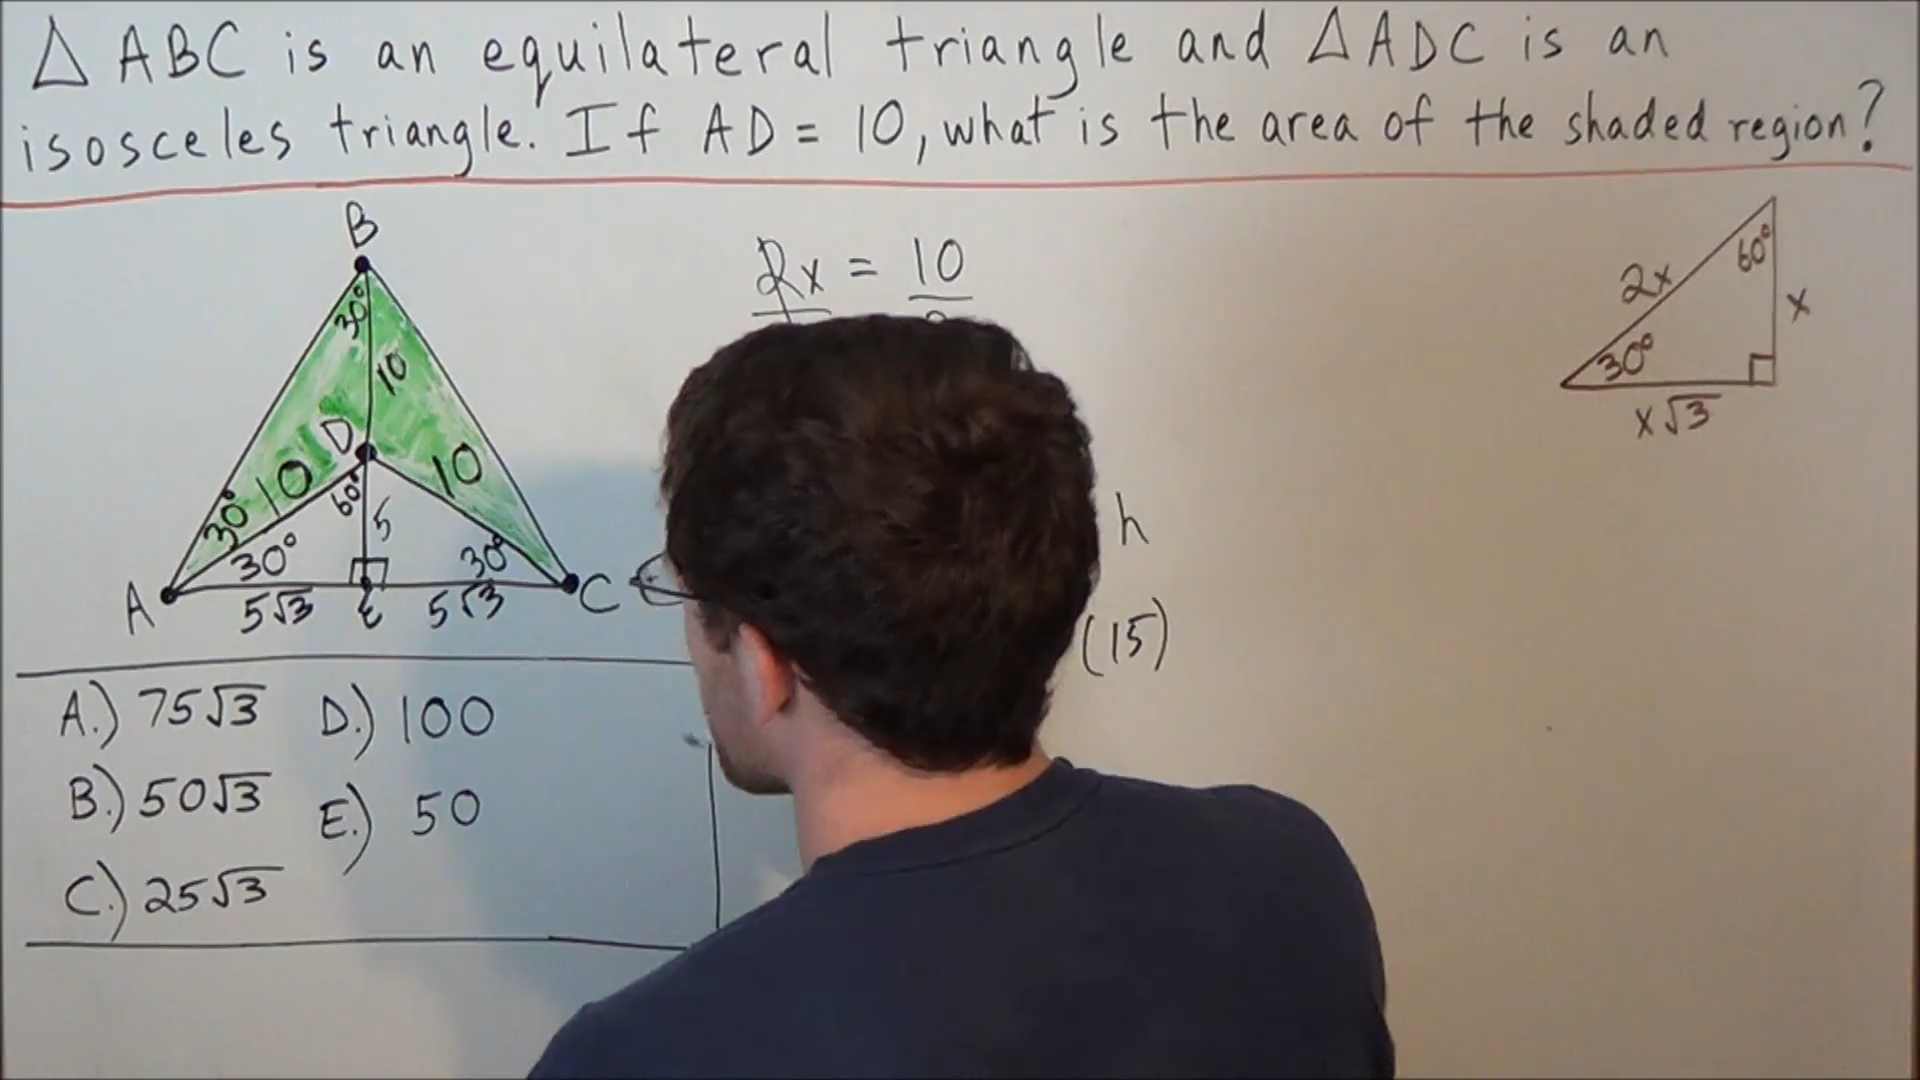 △ ABC is an equilateral triangle and △ADC is an
isosceles triangle. If AD = 10, what is the area of the shaded region?
B
30°
10
D
10
10
30°
60°
5
30°
30°
A
C
5√3
E
5√3
2x = 10
h
(15)
2x
60°
x
30°
x√3
A.) 75√3
D.) 100
B.) 50√3
E.) 50
C.) 25√3